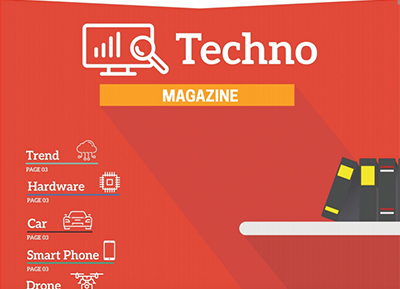 Techno
MAGAZINE
Trend
PAGE 03
Hardware
PAGE 03
Car
PAGE 03
Smart Phone
PAGE 03
Drone